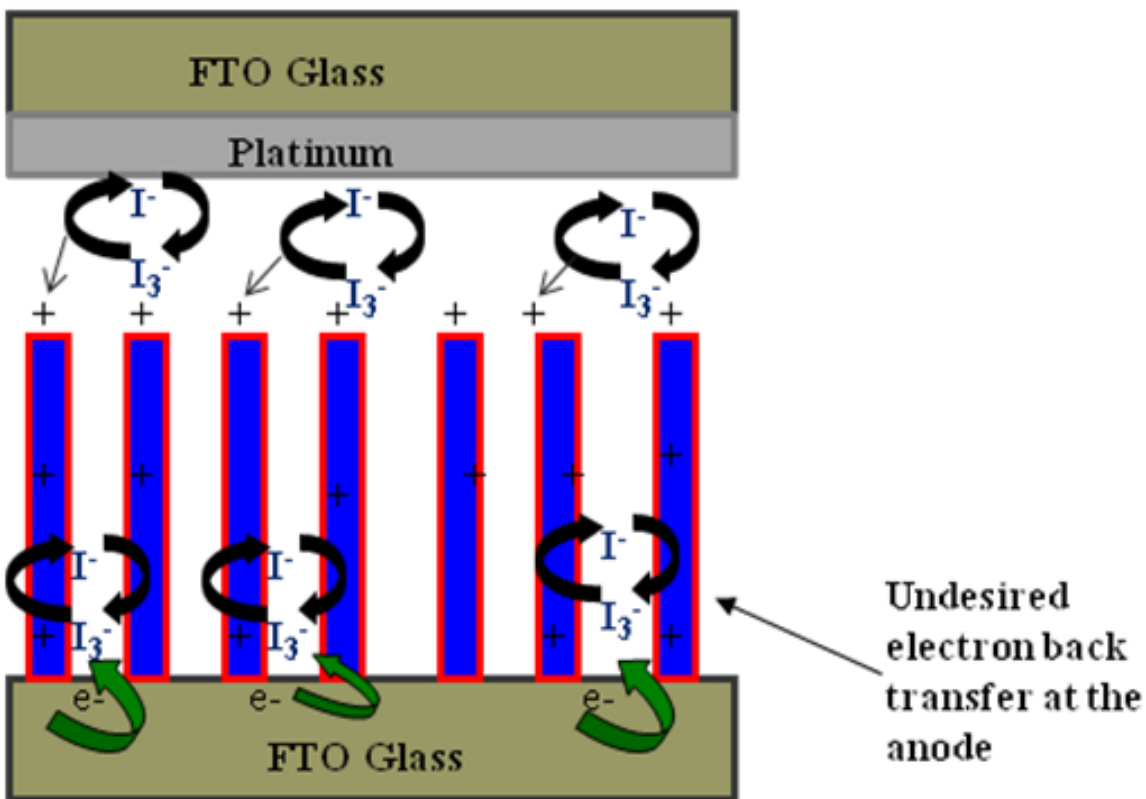 FTO Glass
Platinum
I- I- I-
I3- I3- I3-
+ + + + + + +
+ + + + + + +
I- I- I-
I3- I3- I3-
+ + + +
e- e- e-
FTO Glass
Undesired
electron back
transfer at the
anode